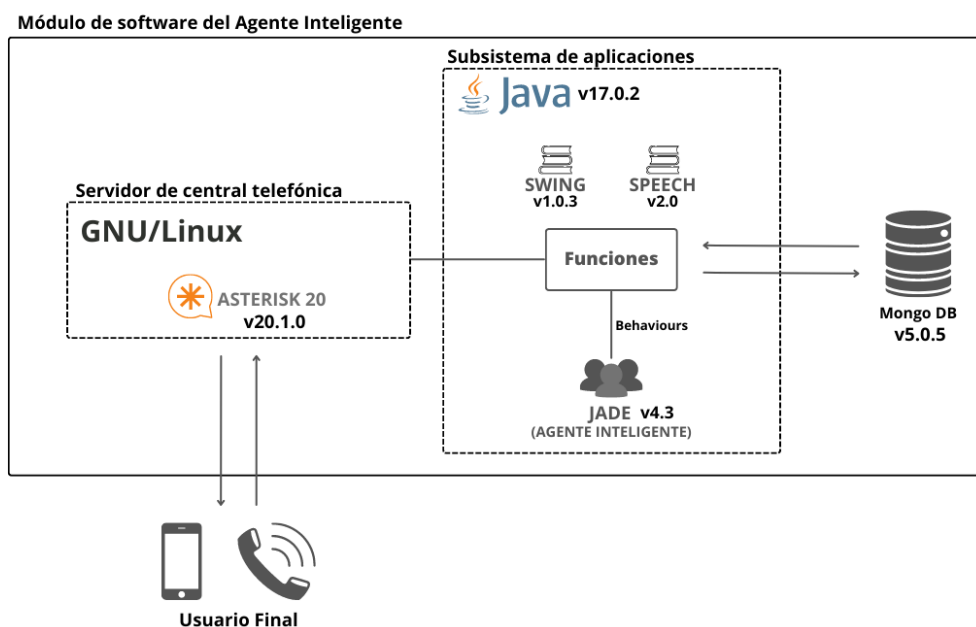 Módulo de software del Agente Inteligente
Subsistema de aplicaciones
Java v17.0.2
SWING
v1.0.3
SPEECH
v2.0
Servidor de central telefónica
GNU/Linux
ASTERISK 20
v20.1.0
Funciones
Behaviours
JADE v4.3
(AGENTE INTELIGENTE)
Mongo DB
v5.0.5
Usuario Final